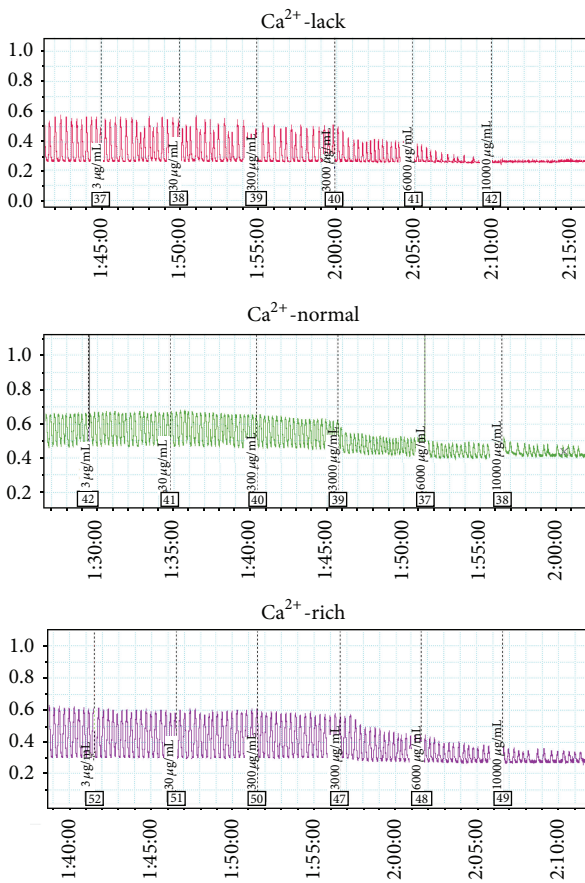 Ca²⁺-lack
1.0
0.8
0.6
0.4
0.2
0.0
3 μg/mL
30 μg/mL
300 μg/mL
3000 μg/mL
6000 μg/mL
10000 μg/mL
37
38
39
40
41
42
1:45:00
1:50:00
1:55:00
2:00:00
2:05:00
2:10:00
2:15:00
Ca²⁺-normal
1.0
0.8
0.6
0.4
0.2
3 μg/mL
30 μg/mL
300 μg/mL
3000 μg/mL
6000 μg/mL
10000 μg/mL
42
41
40
39
37
38
1:30:00
1:35:00
1:40:00
1:45:00
1:50:00
1:55:00
2:00:00
Ca²⁺-rich
1.0
0.8
0.6
0.4
0.2
3 μg/mL
30 μg/mL
300 μg/mL
3000 μg/mL
6000 μg/mL
10000 μg/mL
52
51
50
47
48
49
1:40:00
1:45:00
1:50:00
1:55:00
2:00:00
2:05:00
2:10:00